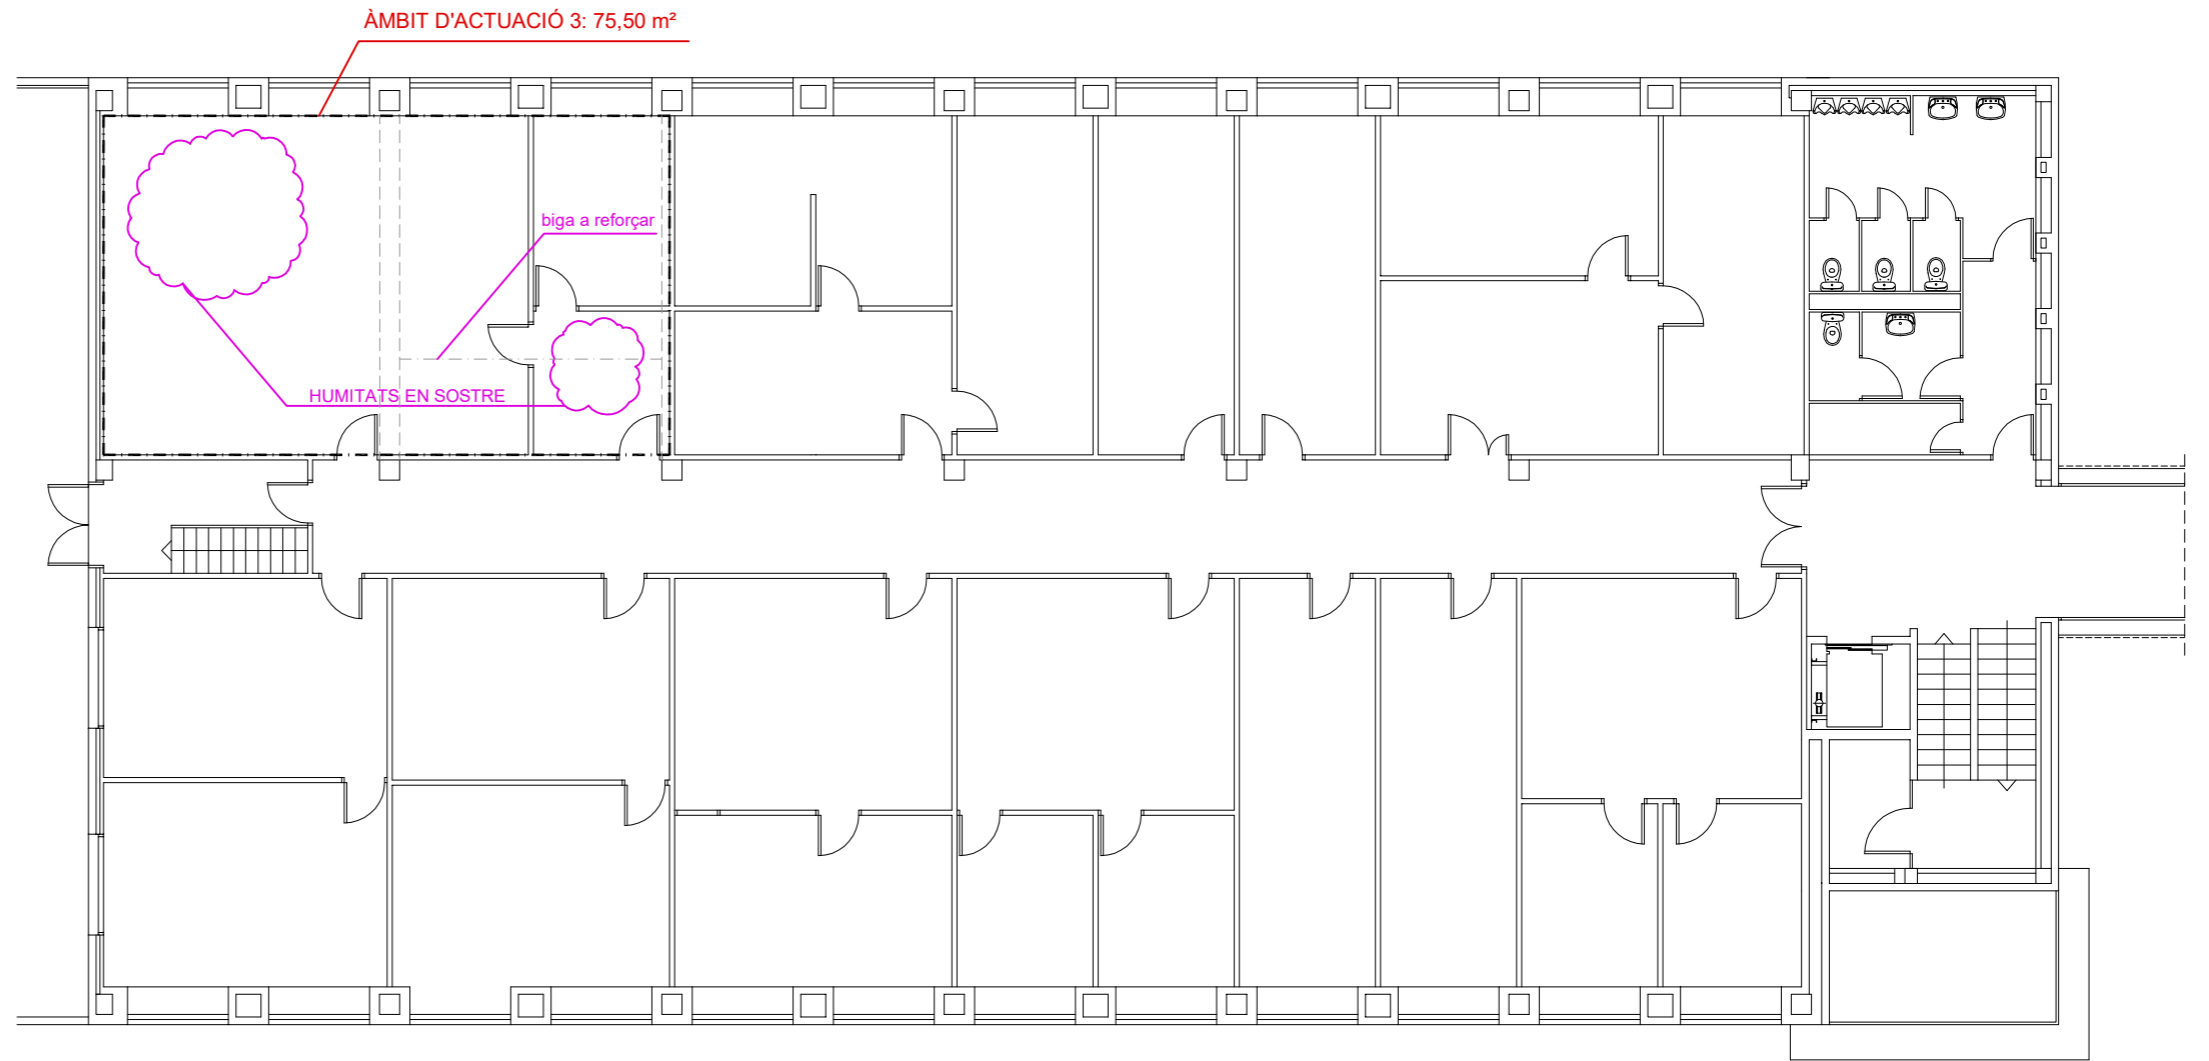 ÀMBIT D'ACTUACIÓ 3: 75,50 m²
biga a reforçar
HUMITATS EN SOSTRE